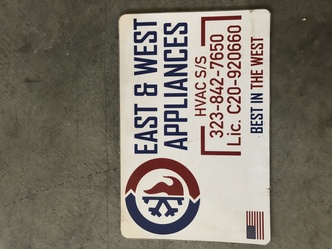 EAST & WEST
APPLIANCES
HVAC S/S
323-842-7650
Lic. C20-920660
BEST IN THE WEST